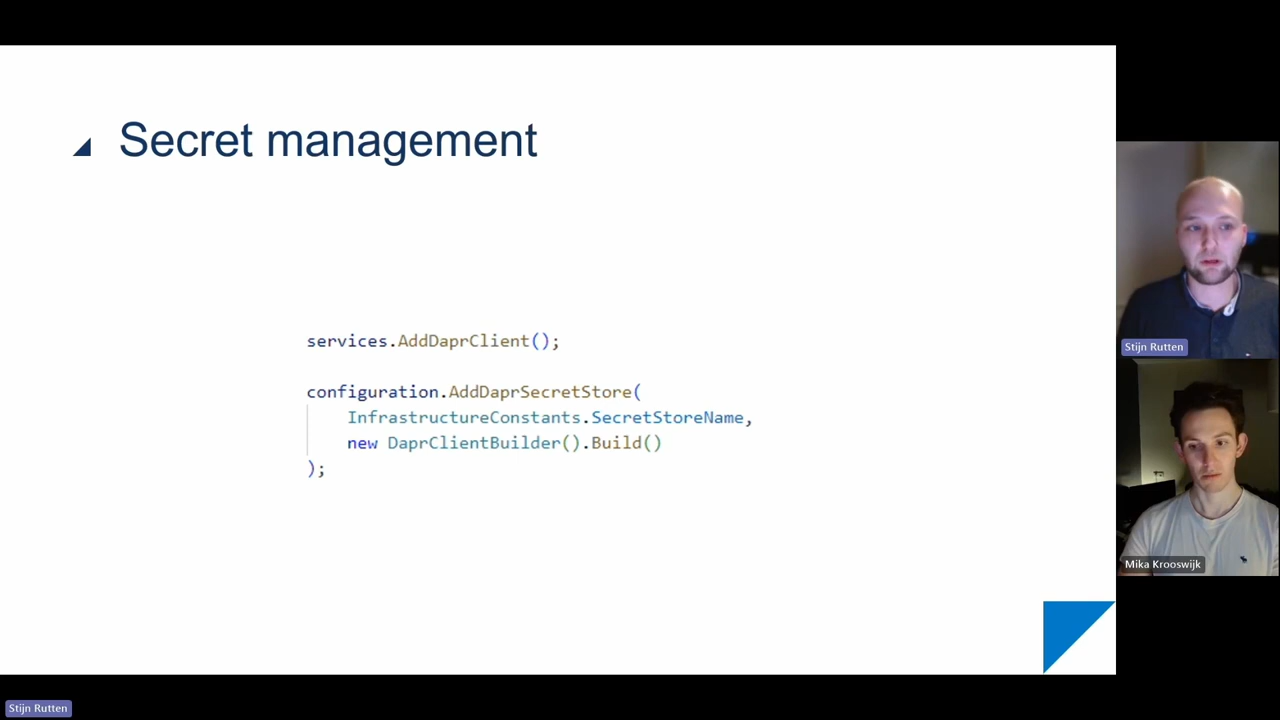 Secret management
services.AddDaprClient();
configuration.AddDaprSecretStore(
InfrastructureConstants.SecretStoreName,
new DaprClientBuilder().Build()
);
Stijn Rutten
Mika Krooswijk
Stijn Rutten